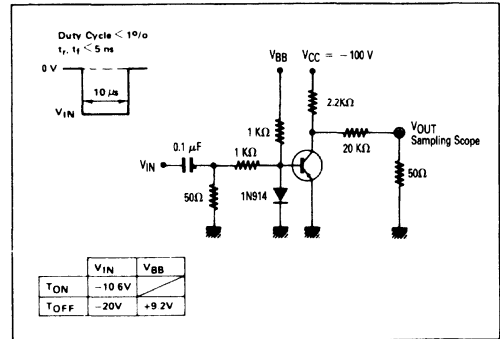 Duty Cycle < 1%
tr, tf < 5 ns
0 V
10 μs
VIN
VBB
VCC = -100 V
2.2KΩ
1 KΩ
VOUT
Sampling Scope
0.1 μF
1 KΩ
20 KΩ
VIN
50Ω
1N914
50Ω
VIN VBB
TON -10.6V
TOFF -20V +9.2V